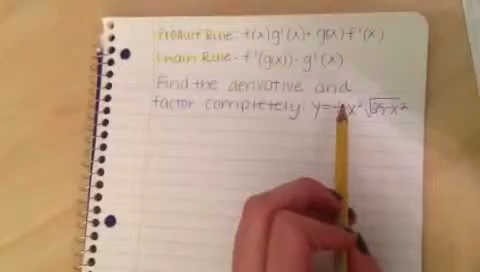 Product Rule - f(x)g'(x)+ g(x)f'(x)
Chain Rule - f'(g(x)) · g'(x)
Find the derivative and
factor completely: y= x² √25-x²